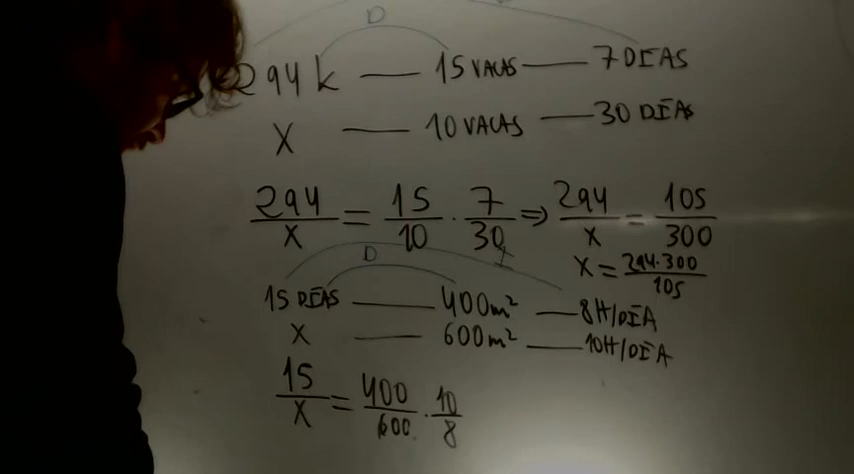 D
294 k — 15 VACAS — 7 DÍAS
X — 10 VACAS — 30 DÍAS
294/X = 15/10 · 7/30 ⇒ 294/X = 105/300
X = 294·300/105
D I
15 DÍAS — 400m² — 8H/DÍA
X — 600m² — 10H/DÍA
15/X = 400/600 · 10/8